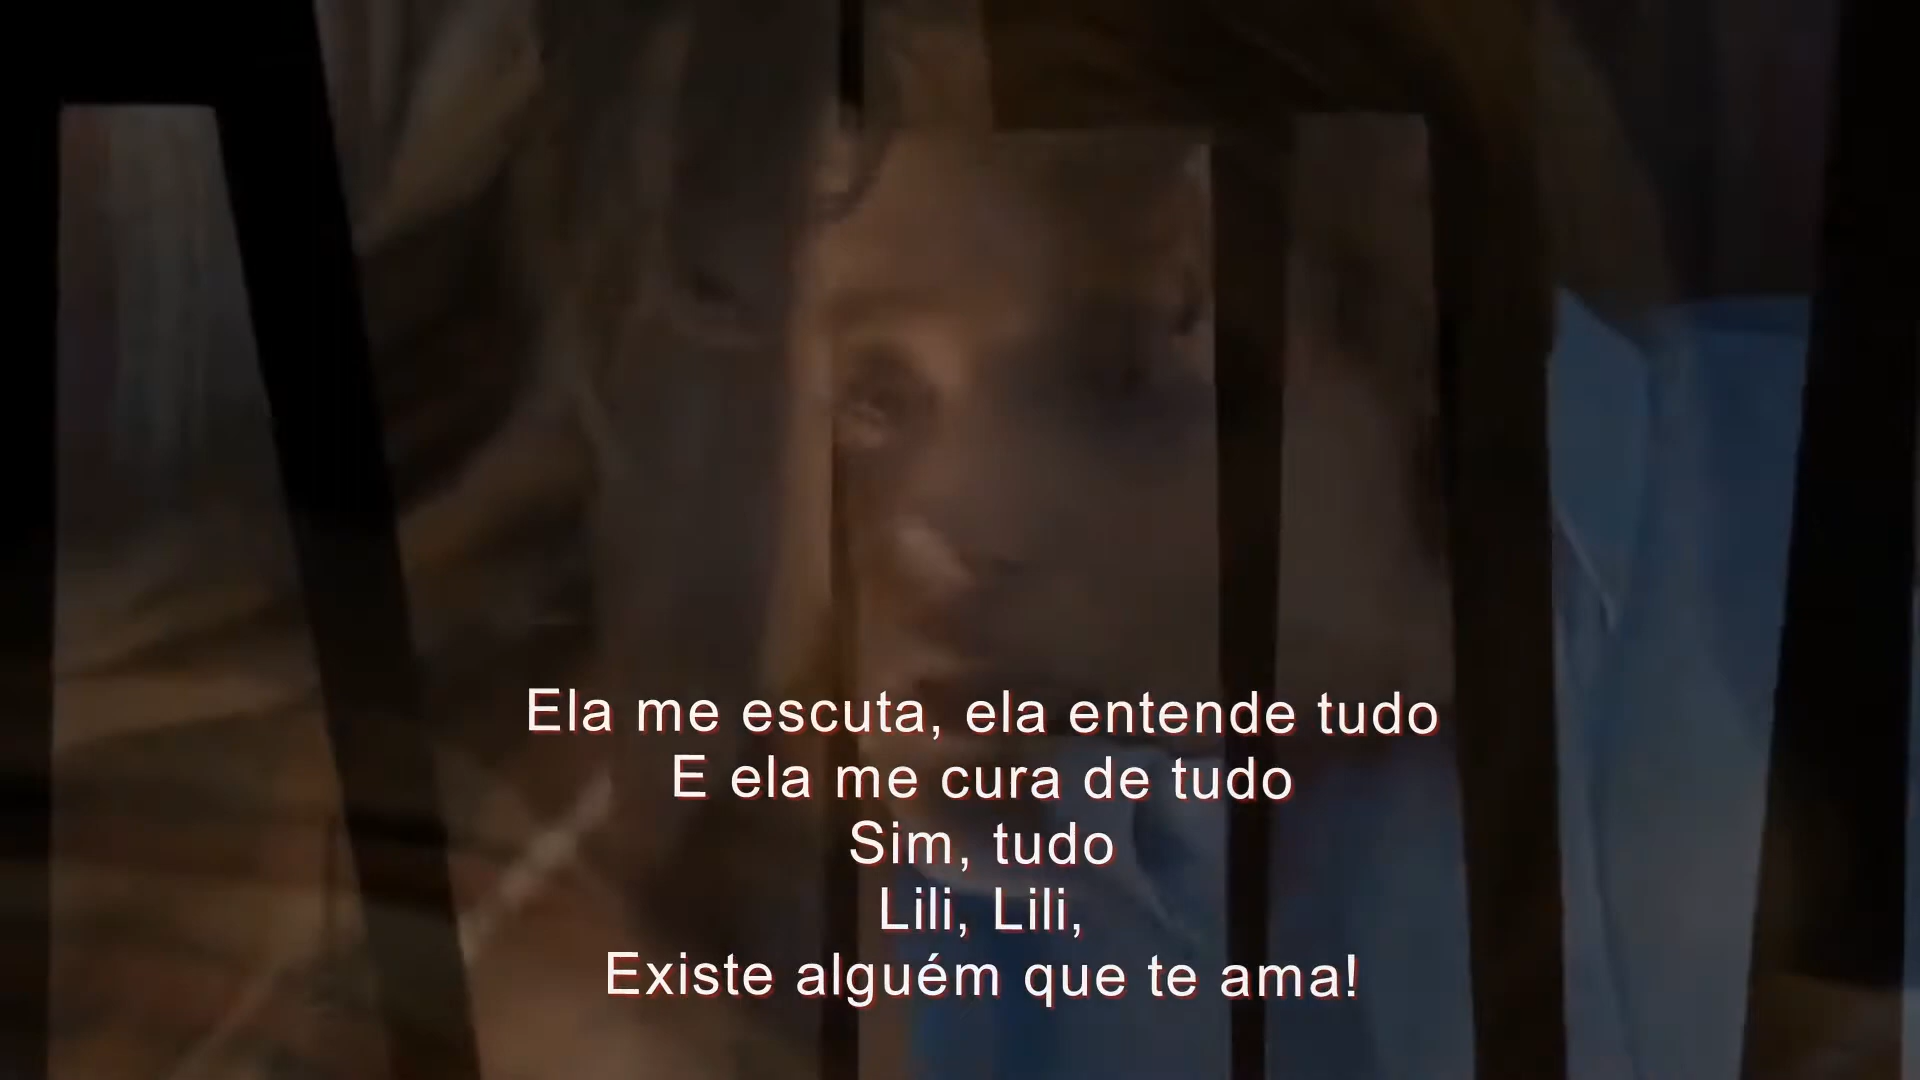 Ela me escuta, ela entende tudo
E ela me cura de tudo
Sim, tudo
Lili, Lili,
Existe alguém que te ama!